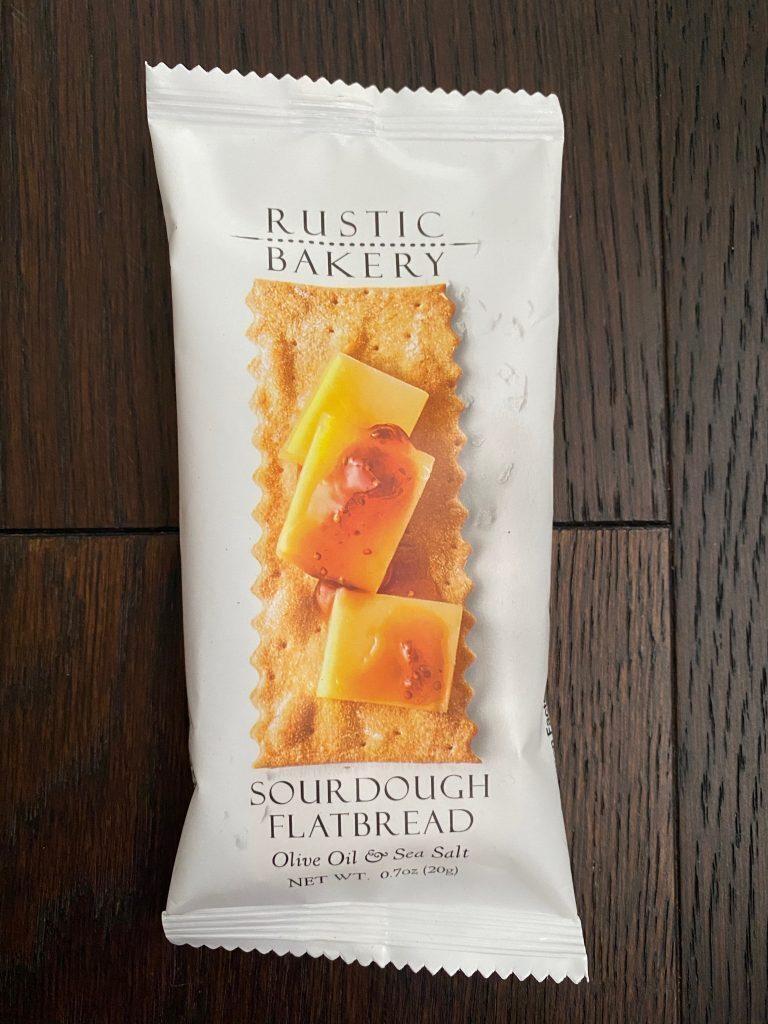 RUSTIC
BAKERY
SOURDOUGH
FLATBREAD
Olive Oil & Sea Salt
NET WT. 0.7oz (20g)